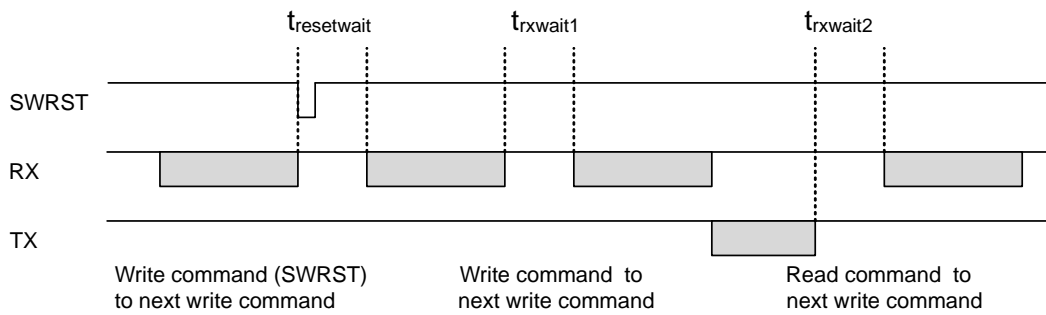 tresetwait trxwait1 trxwait2
SWRST
RX
TX
Write command (SWRST) Write command to Read command to
to next write command next write command next write command